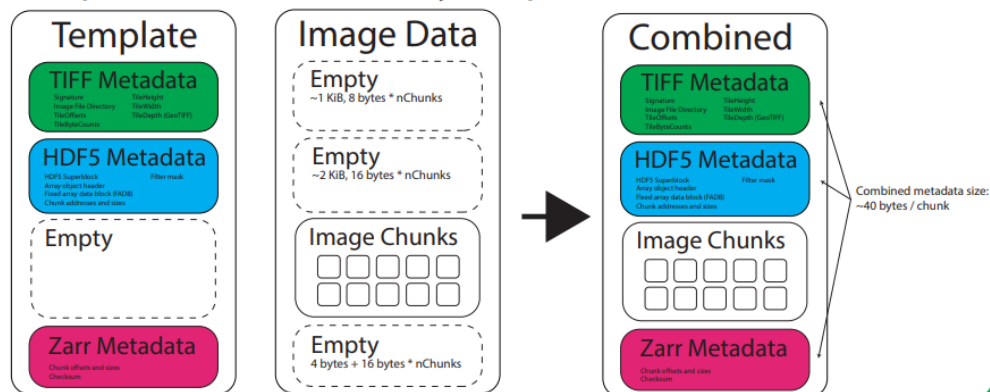 Template
TIFF Metadata
Signature
Image File Directory
TileOffsets
TileByteCounts
TileHeight
TileWidth
TileDepth (GeoTIFF)
HDF5 Metadata
HDF5 Superblock
Array object header
Fixed array data block (FADB)
Chunk addresses and sizes
Filter mask
Empty
Zarr Metadata
Chunk offsets and sizes
Checksum
Image Data
Empty
~1 KiB, 8 bytes * nChunks
Empty
~2 KiB, 16 bytes * nChunks
Image Chunks
Empty
4 bytes + 16 bytes * nChunks
Combined
TIFF Metadata
Signature
Image File Directory
TileOffsets
TileByteCounts
TileHeight
TileWidth
TileDepth (GeoTIFF)
HDF5 Metadata
HDF5 Superblock
Array object header
Fixed array data block (FADB)
Chunk addresses and sizes
Filter mask
Image Chunks
Zarr Metadata
Chunk offsets and sizes
Checksum
Combined metadata size:
~40 bytes / chunk